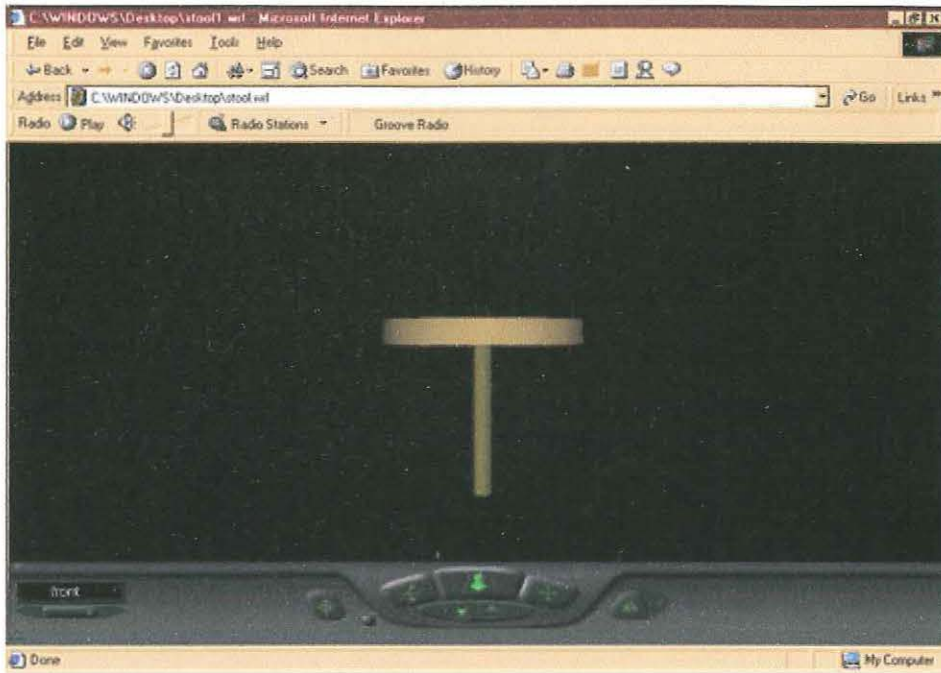 C:\WINDOWS\Desktop\stool1.wrl - Microsoft Internet Explorer
File Edit View Favorites Tools Help
Back Search Favorites History
Address C:\WINDOWS\Desktop\stool.wrl Go Links »
Radio Play Radio Stations Groove Radio
front
Done My Computer